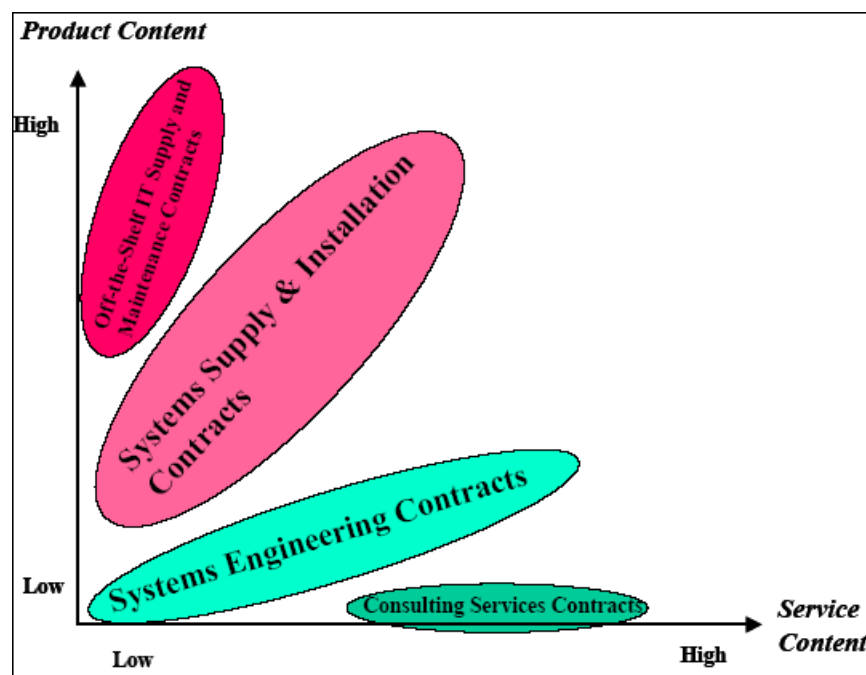 Product Content
High
Off-the-Shelf IT Supply and
Maintenance Contracts
Systems Supply & Installation
Contracts
Systems Engineering Contracts
Low
Consulting Services Contracts
Service
Content
Low
High